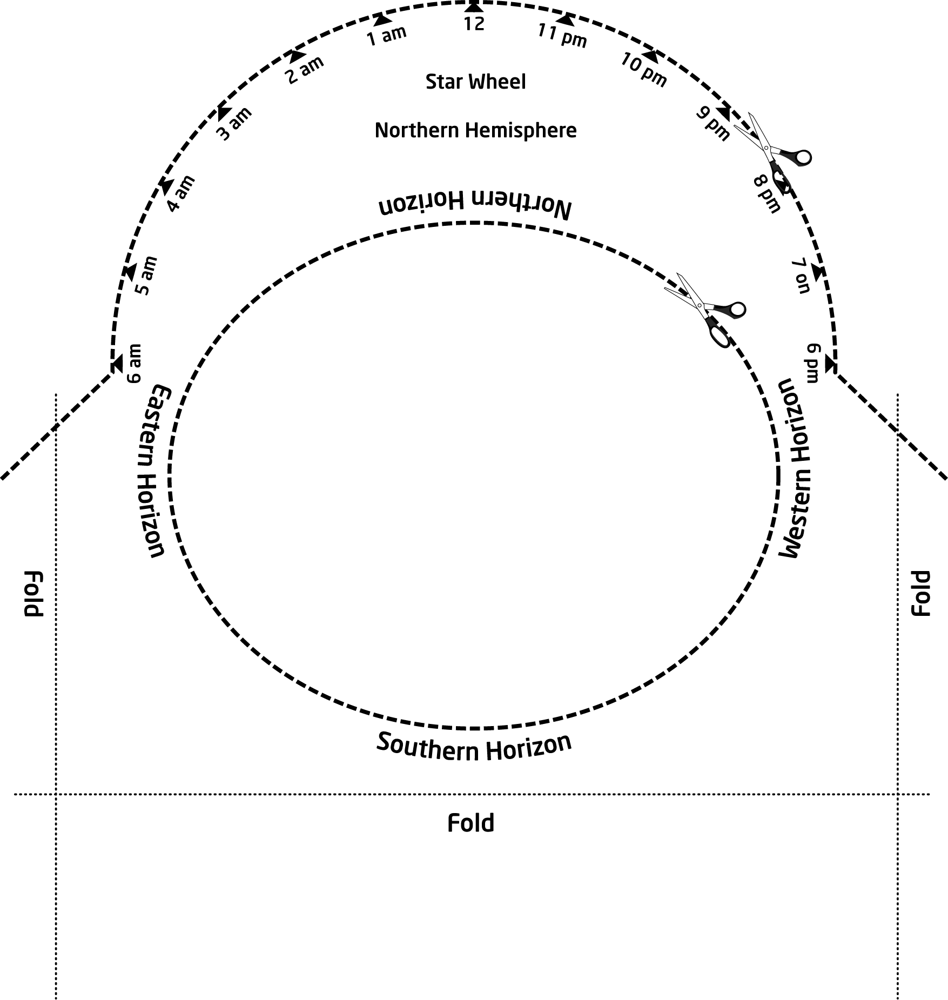 12
1 am
11 pm
2 am
10 pm
Star Wheel
3 am
9 pm
Northern Hemisphere
4 am
8 pm
Northern Horizon
5 am
7 on
6 am
6 pm
Eastern Horizon
Western Horizon
Fold
Fold
Southern Horizon
Fold